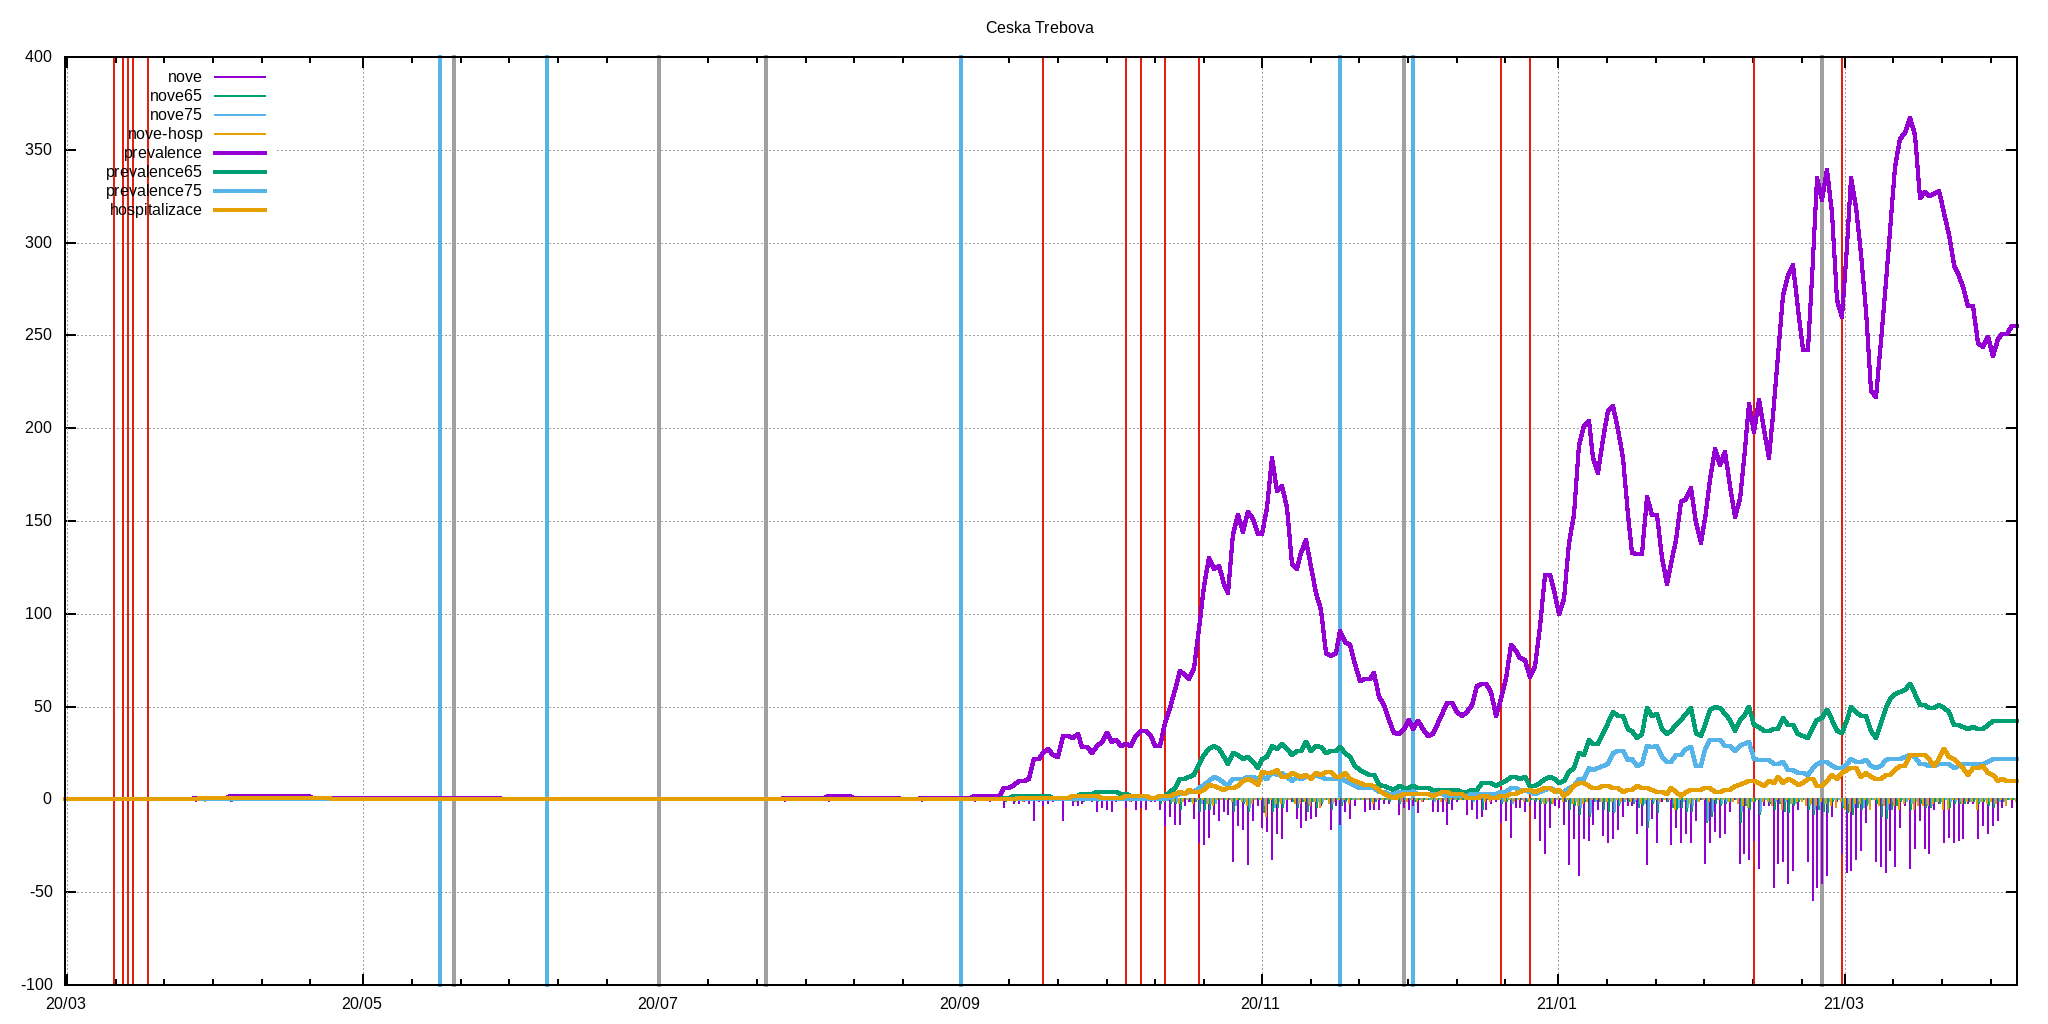 Ceska Trebova
400
350
300
250
200
150
100
50
0
-50
-100
nove
nove65
nove75
nove-hosp
prevalence
prevalence65
prevalence75
hospitalizace
20/03 20/05 20/07 20/09 20/11 21/01 21/03